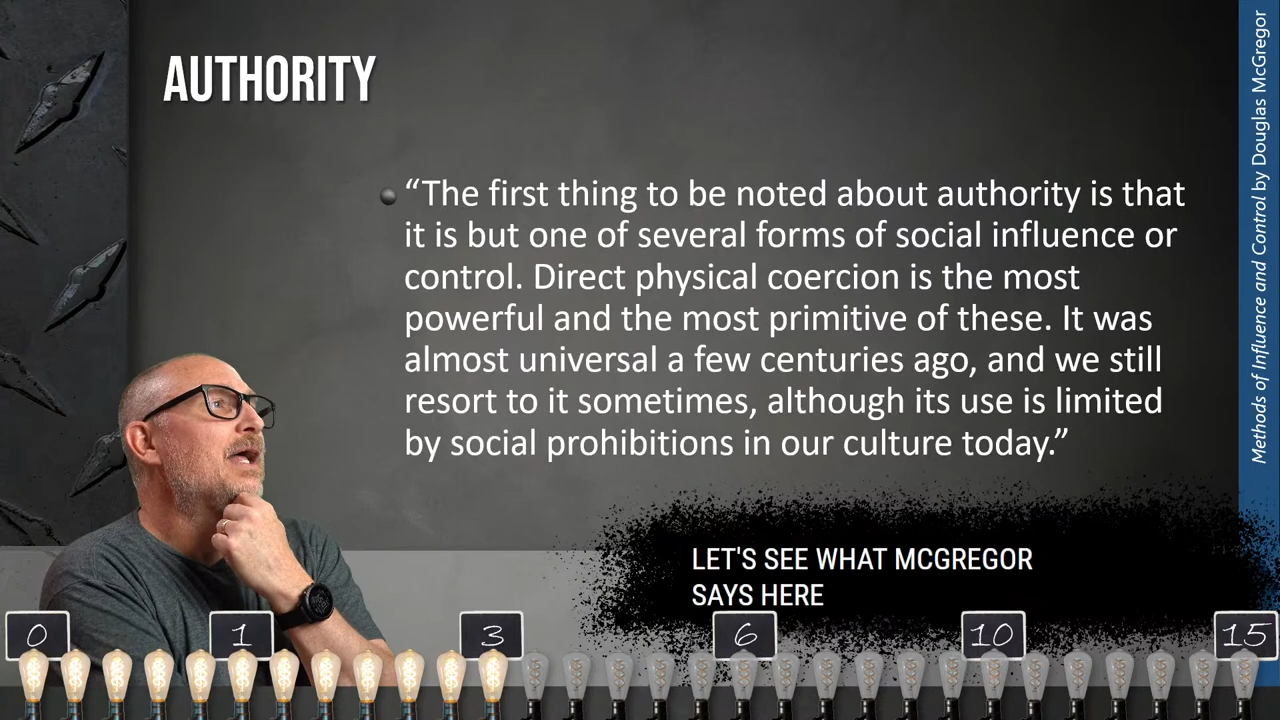 AUTHORITY
“The first thing to be noted about authority is that
it is but one of several forms of social influence or
control. Direct physical coercion is the most
powerful and the most primitive of these. It was
almost universal a few centuries ago, and we still
resort to it sometimes, although its use is limited
by social prohibitions in our culture today.”
Methods of Influence and Control by Douglas McGregor
LET'S SEE WHAT MCGREGOR
SAYS HERE
0 1 3 6 10 15